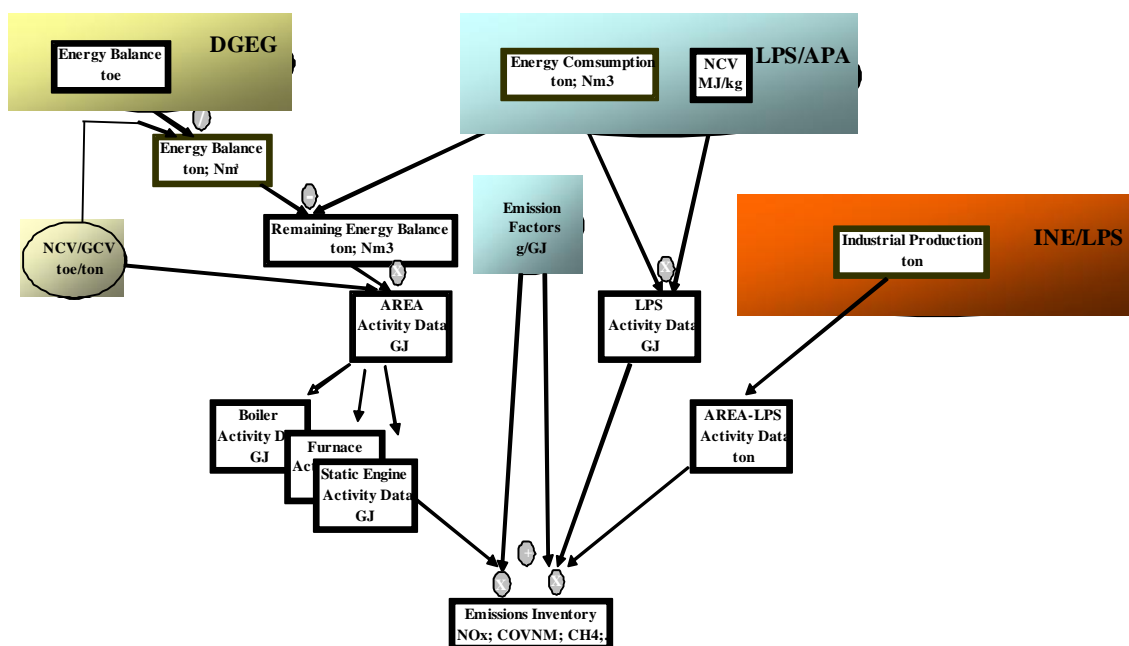 DGEG
Energy Balance
toe
LPS/APA
Energy Comsumption
ton; Nm3
NCV
MJ/kg
/
Energy Balance
ton; Nm³
-
Remaining Energy Balance
ton; Nm3
NCV/GCV
toe/ton
Emission
Factors
g/GJ
INE/LPS
Industrial Production
ton
X
X
AREA
Activity Data
GJ
LPS
Activity Data
GJ
Boiler
Activity D
GJ
Furnace
Act
Static Engine
Activity Data
GJ
AREA-LPS
Activity Data
ton
+
X
X
Emissions Inventory
NOx; COVNM; CH4;.